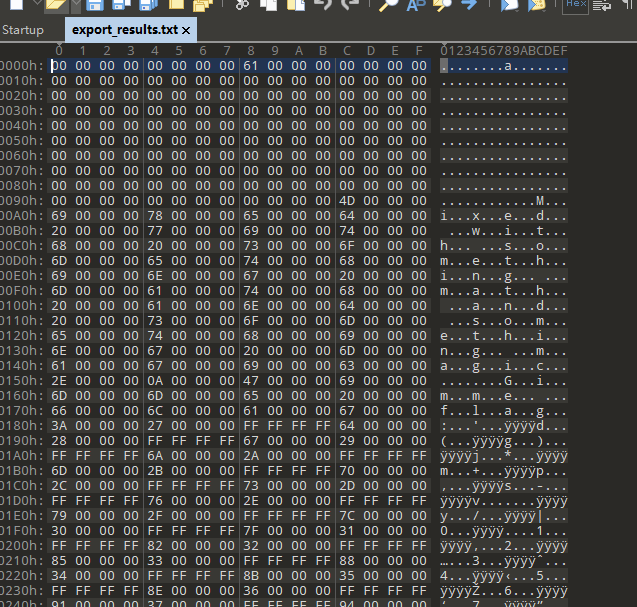 Hex
Startup export_results.txt x
0 1 2 3 4 5 6 7 8 9 A B C D E F 0123456789ABCDEF
0000h: 00 00 00 00 00 00 00 00 61 00 00 00 00 00 00 00 ........a.......
0010h: 00 00 00 00 00 00 00 00 00 00 00 00 00 00 00 00 ................
0020h: 00 00 00 00 00 00 00 00 00 00 00 00 00 00 00 00 ................
0030h: 00 00 00 00 00 00 00 00 00 00 00 00 00 00 00 00 ................
0040h: 00 00 00 00 00 00 00 00 00 00 00 00 00 00 00 00 ................
0050h: 00 00 00 00 00 00 00 00 00 00 00 00 00 00 00 00 ................
0060h: 00 00 00 00 00 00 00 00 00 00 00 00 00 00 00 00 ................
0070h: 00 00 00 00 00 00 00 00 00 00 00 00 00 00 00 00 ................
0080h: 00 00 00 00 00 00 00 00 00 00 00 00 00 00 00 00 ................
0090h: 00 00 00 00 00 00 00 00 00 00 00 00 4D 00 00 00 ............M...
00A0h: 69 00 00 00 78 00 00 00 65 00 00 00 64 00 00 00 i...x...e...d...
00B0h: 20 00 00 00 77 00 00 00 69 00 00 00 74 00 00 00  ...w...i...t...
00C0h: 68 00 00 00 20 00 00 00 73 00 00 00 6F 00 00 00 h... ...s...o...
00D0h: 6D 00 00 00 65 00 00 00 74 00 00 00 68 00 00 00 m...e...t...h...
00E0h: 69 00 00 00 6E 00 00 00 67 00 00 00 20 00 00 00 i...n...g... ...
00F0h: 6D 00 00 00 61 00 00 00 74 00 00 00 68 00 00 00 m...a...t...h...
0100h: 20 00 00 00 61 00 00 00 6E 00 00 00 64 00 00 00  ...a...n...d...
0110h: 20 00 00 00 73 00 00 00 6F 00 00 00 6D 00 00 00  ...s...o...m...
0120h: 65 00 00 00 74 00 00 00 68 00 00 00 69 00 00 00 e...t...h...i...
0130h: 6E 00 00 00 67 00 00 00 20 00 00 00 6D 00 00 00 n...g... ...m...
0140h: 61 00 00 00 67 00 00 00 69 00 00 00 63 00 00 00 a...g...i...c...
0150h: 2E 00 00 00 0A 00 00 00 47 00 00 00 69 00 00 00 ........G...i...
0160h: 6D 00 00 00 6D 00 00 00 65 00 00 00 20 00 00 00 m...m...e... ...
0170h: 66 00 00 00 6C 00 00 00 61 00 00 00 67 00 00 00 f...l...a...g...
0180h: 3A 00 00 00 27 00 00 00 FF FF FF FF 64 00 00 00 :...'...ÿÿÿÿd...
0190h: 28 00 00 00 FF FF FF FF 67 00 00 00 29 00 00 00 (...ÿÿÿÿg...)...
01A0h: FF FF FF FF 6A 00 00 00 2A 00 00 00 FF FF FF FF ÿÿÿÿj...*...ÿÿÿÿ
01B0h: 6D 00 00 00 2B 00 00 00 FF FF FF FF 70 00 00 00 m...+...ÿÿÿÿp...
01C0h: 2C 00 00 00 FF FF FF FF 73 00 00 00 2D 00 00 00 ,...ÿÿÿÿs...-...
01D0h: FF FF FF FF 76 00 00 00 2E 00 00 00 FF FF FF FF ÿÿÿÿv.......ÿÿÿÿ
01E0h: 79 00 00 00 2F 00 00 00 FF FF FF FF 7C 00 00 00 y.../...ÿÿÿÿ|...
01F0h: 30 00 00 00 FF FF FF FF 7F 00 00 00 31 00 00 00 0...ÿÿÿÿ....1...
0200h: FF FF FF FF 82 00 00 00 32 00 00 00 FF FF FF FF ÿÿÿÿ‚...2...ÿÿÿÿ
0210h: 85 00 00 00 33 00 00 00 FF FF FF FF 88 00 00 00 …...3...ÿÿÿÿˆ...
0220h: 34 00 00 00 FF FF FF FF 8B 00 00 00 35 00 00 00 4...ÿÿÿÿ‹...5...
0230h: FF FF FF FF 8E 00 00 00 36 00 00 00 FF FF FF FF ÿÿÿÿŽ...6...ÿÿÿÿ
0240h: 91 00 00 00 37 00 00 00 FF FF FF FF 94 00 00 00